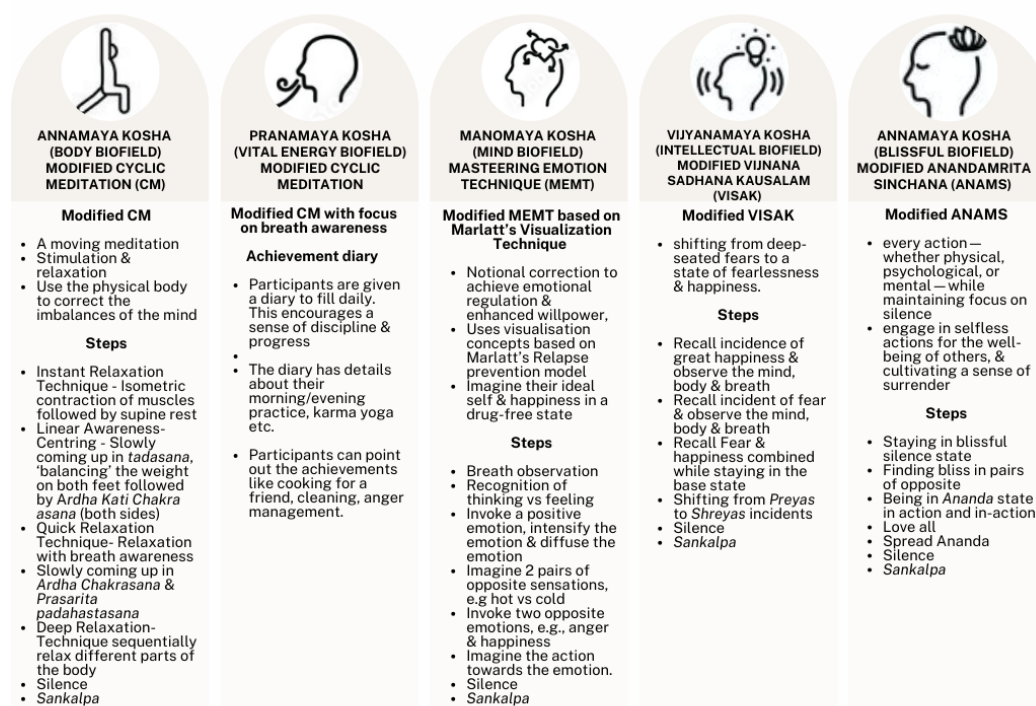 ANNAMAYA KOSHA
(BODY BIOFIELD)
MODIFIED CYCLIC
MEDITATION (CM)
Modified CM
• A moving meditation
• Stimulation &
relaxation
• Use the physical body
to correct the
imbalances of the mind
Steps
• Instant Relaxation
Technique - Isometric
contraction of muscles
followed by supine rest
• Linear Awareness-
Centring - Slowly
coming up in tadasana,
‘balancing’ the weight
on both feet followed
by Ardha Kati Chakra
asana (both sides)
• Quick Relaxation
Technique- Relaxation
with breath awareness
• Slowly coming up in
Ardha Chakrasana &
Prasarita
padahastasana
• Deep Relaxation-
Technique sequentially
relax different parts of
the body
• Silence
• Sankalpa
PRANAMAYA KOSHA
(VITAL ENERGY BIOFIELD)
MODIFIED CYCLIC
MEDITATION
Modified CM with focus
on breath awareness
Achievement diary
• Participants are given
a diary to fill daily.
This encourages a
sense of discipline &
progress
•
• The diary has details
about their
morning/evening
practice, karma yoga
etc.
• Participants can point
out the achievements
like cooking for a
friend, cleaning, anger
management.
MANOMAYA KOSHA
(MIND BIOFIELD)
MASTEERING EMOTION
TECHNIQUE (MEMT)
Modified MEMT based on
Marlatt’s Visualization
Technique
• Notional correction to
achieve emotional
regulation &
enhanced willpower,
• Uses visualisation
concepts based on
Marlatt’s Relapse
prevention model
• Imagine their ideal
self & happiness in a
drug-free state
Steps
• Breath observation
• Recognition of
thinking vs feeling
• Invoke a positive
emotion, intensify the
emotion & diffuse the
emotion
• Imagine 2 pairs of
opposite sensations,
e.g hot vs cold
• Invoke two opposite
emotions, e.g., anger
& happiness
• Imagine the action
towards the emotion.
• Silence
• Sankalpa
VIJYANAMAYA KOSHA
(INTELLECTUAL BIOFIELD)
MODIFIED VIJNANA
SADHANA KAUSALAM
(VISAK)
Modified VISAK
• shifting from deep-
seated fears to a
state of fearlessness
& happiness.
Steps
• Recall incidence of
great happiness &
observe the mind,
body & breath
• Recall incident of fear
& observe the mind,
body & breath
• Recall Fear &
happiness combined
while staying in the
base state
• Shifting from Preyas
to Shreyas incidents
• Silence
• Sankalpa
ANNAMAYA KOSHA
(BLISSFUL BIOFIELD)
MODIFIED ANANDAMRITA
SINCHANA (ANAMS)
Modified ANAMS
• every action—
whether physical,
psychological, or
mental—while
maintaining focus on
silence
• engage in selfless
actions for the well-
being of others, &
cultivating a sense of
surrender
Steps
• Staying in blissful
silence state
• Finding bliss in pairs
of opposite
• Being in Ananda state
in action and in-action
• Love all
• Spread Ananda
• Silence
• Sankalpa